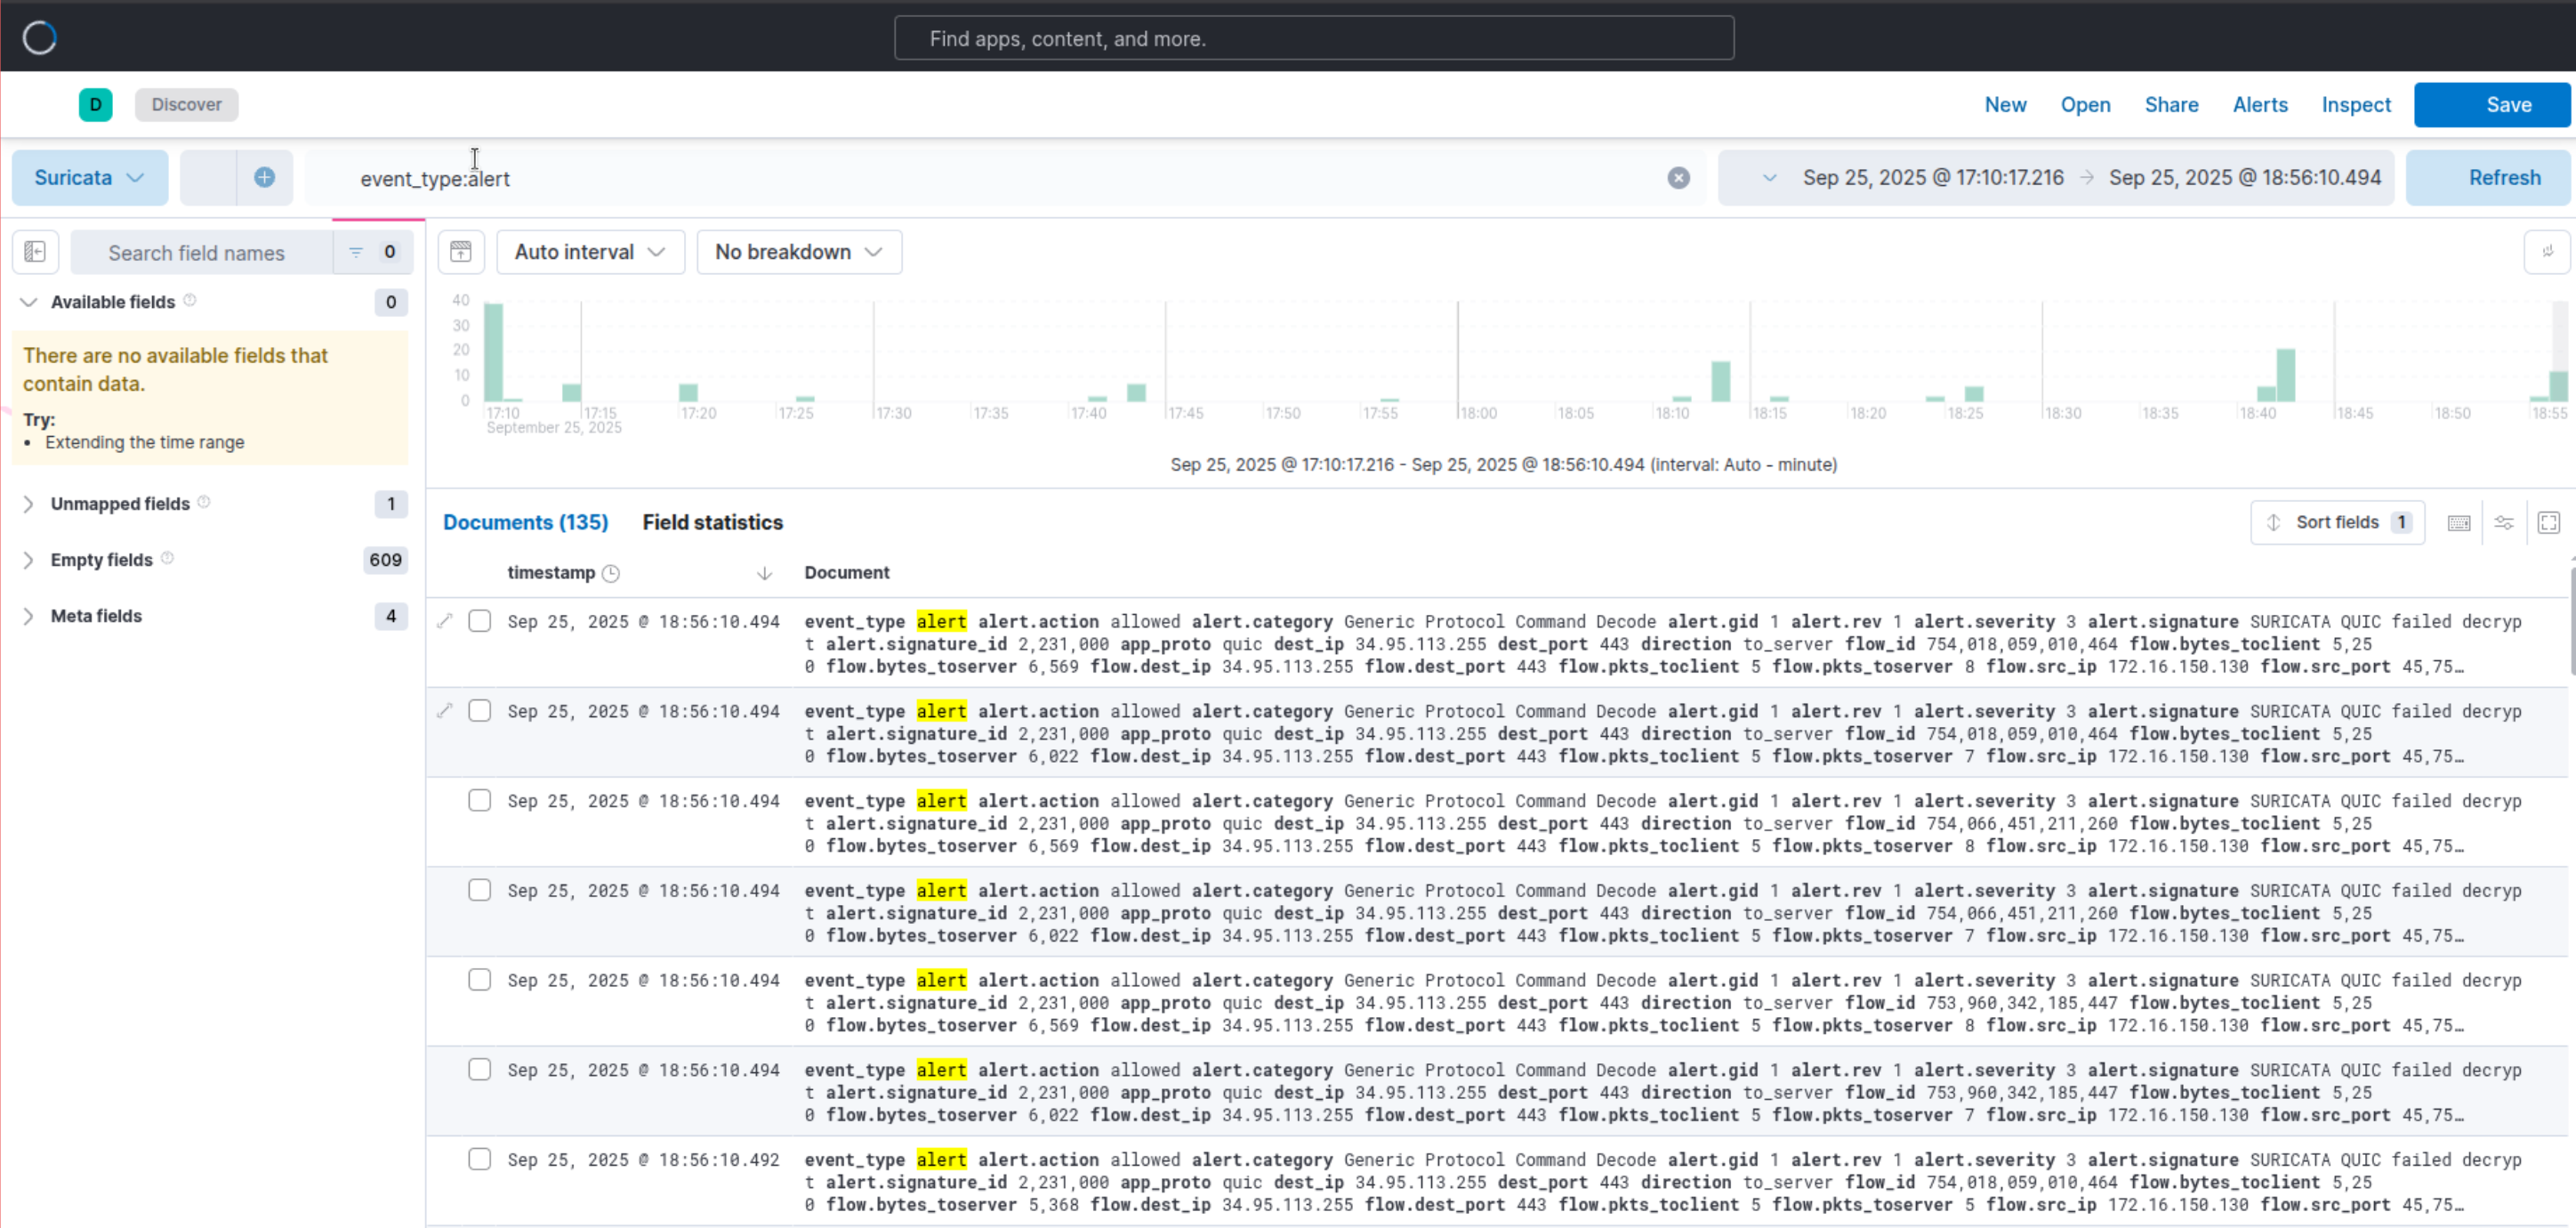 Find apps, content, and more.
D Discover New Open Share Alerts Inspect Save
Suricata event_type:alert Sep 25, 2025 @ 17:10:17.216 → Sep 25, 2025 @ 18:56:10.494 Refresh
Search field names 0 Auto interval No breakdown
Available fields 0
There are no available fields that
contain data.
Try:
• Extending the time range
Unmapped fields 1
Empty fields 609
Meta fields 4
40
30
20
10
0
17:10 17:15 17:20 17:25 17:30 17:35 17:40 17:45 17:50 17:55 18:00 18:05 18:10 18:15 18:20 18:25 18:30 18:35 18:40 18:45 18:50 18:55
September 25, 2025
Sep 25, 2025 @ 17:10:17.216 - Sep 25, 2025 @ 18:56:10.494 (interval: Auto - minute)
Documents (135) Field statistics Sort fields 1
timestamp Document
Sep 25, 2025 @ 18:56:10.494 event_type alert alert.action allowed alert.category Generic Protocol Command Decode alert.gid 1 alert.rev 1 alert.severity 3 alert.signature SURICATA QUIC failed decryp
t alert.signature_id 2,231,000 app_proto quic dest_ip 34.95.113.255 dest_port 443 direction to_server flow_id 754,018,059,010,464 flow.bytes_toclient 5,25
0 flow.bytes_toserver 6,569 flow.dest_ip 34.95.113.255 flow.dest_port 443 flow.pkts_toclient 5 flow.pkts_toserver 8 flow.src_ip 172.16.150.130 flow.src_port 45,75…
Sep 25, 2025 @ 18:56:10.494 event_type alert alert.action allowed alert.category Generic Protocol Command Decode alert.gid 1 alert.rev 1 alert.severity 3 alert.signature SURICATA QUIC failed decryp
t alert.signature_id 2,231,000 app_proto quic dest_ip 34.95.113.255 dest_port 443 direction to_server flow_id 754,018,059,010,464 flow.bytes_toclient 5,25
0 flow.bytes_toserver 6,022 flow.dest_ip 34.95.113.255 flow.dest_port 443 flow.pkts_toclient 5 flow.pkts_toserver 7 flow.src_ip 172.16.150.130 flow.src_port 45,75…
Sep 25, 2025 @ 18:56:10.494 event_type alert alert.action allowed alert.category Generic Protocol Command Decode alert.gid 1 alert.rev 1 alert.severity 3 alert.signature SURICATA QUIC failed decryp
t alert.signature_id 2,231,000 app_proto quic dest_ip 34.95.113.255 dest_port 443 direction to_server flow_id 754,066,451,211,260 flow.bytes_toclient 5,25
0 flow.bytes_toserver 6,569 flow.dest_ip 34.95.113.255 flow.dest_port 443 flow.pkts_toclient 5 flow.pkts_toserver 8 flow.src_ip 172.16.150.130 flow.src_port 45,75…
Sep 25, 2025 @ 18:56:10.494 event_type alert alert.action allowed alert.category Generic Protocol Command Decode alert.gid 1 alert.rev 1 alert.severity 3 alert.signature SURICATA QUIC failed decryp
t alert.signature_id 2,231,000 app_proto quic dest_ip 34.95.113.255 dest_port 443 direction to_server flow_id 754,066,451,211,260 flow.bytes_toclient 5,25
0 flow.bytes_toserver 6,022 flow.dest_ip 34.95.113.255 flow.dest_port 443 flow.pkts_toclient 5 flow.pkts_toserver 7 flow.src_ip 172.16.150.130 flow.src_port 45,75…
Sep 25, 2025 @ 18:56:10.494 event_type alert alert.action allowed alert.category Generic Protocol Command Decode alert.gid 1 alert.rev 1 alert.severity 3 alert.signature SURICATA QUIC failed decryp
t alert.signature_id 2,231,000 app_proto quic dest_ip 34.95.113.255 dest_port 443 direction to_server flow_id 753,960,342,185,447 flow.bytes_toclient 5,25
0 flow.bytes_toserver 6,569 flow.dest_ip 34.95.113.255 flow.dest_port 443 flow.pkts_toclient 5 flow.pkts_toserver 8 flow.src_ip 172.16.150.130 flow.src_port 45,75…
Sep 25, 2025 @ 18:56:10.494 event_type alert alert.action allowed alert.category Generic Protocol Command Decode alert.gid 1 alert.rev 1 alert.severity 3 alert.signature SURICATA QUIC failed decryp
t alert.signature_id 2,231,000 app_proto quic dest_ip 34.95.113.255 dest_port 443 direction to_server flow_id 753,960,342,185,447 flow.bytes_toclient 5,25
0 flow.bytes_toserver 6,022 flow.dest_ip 34.95.113.255 flow.dest_port 443 flow.pkts_toclient 5 flow.pkts_toserver 7 flow.src_ip 172.16.150.130 flow.src_port 45,75…
Sep 25, 2025 @ 18:56:10.492 event_type alert alert.action allowed alert.category Generic Protocol Command Decode alert.gid 1 alert.rev 1 alert.severity 3 alert.signature SURICATA QUIC failed decryp
t alert.signature_id 2,231,000 app_proto quic dest_ip 34.95.113.255 dest_port 443 direction to_server flow_id 754,018,059,010,464 flow.bytes_toclient 5,25
0 flow.bytes_toserver 5,368 flow.dest_ip 34.95.113.255 flow.dest_port 443 flow.pkts_toclient 5 flow.pkts_toserver 5 flow.src_ip 172.16.150.130 flow.src_port 45,75…